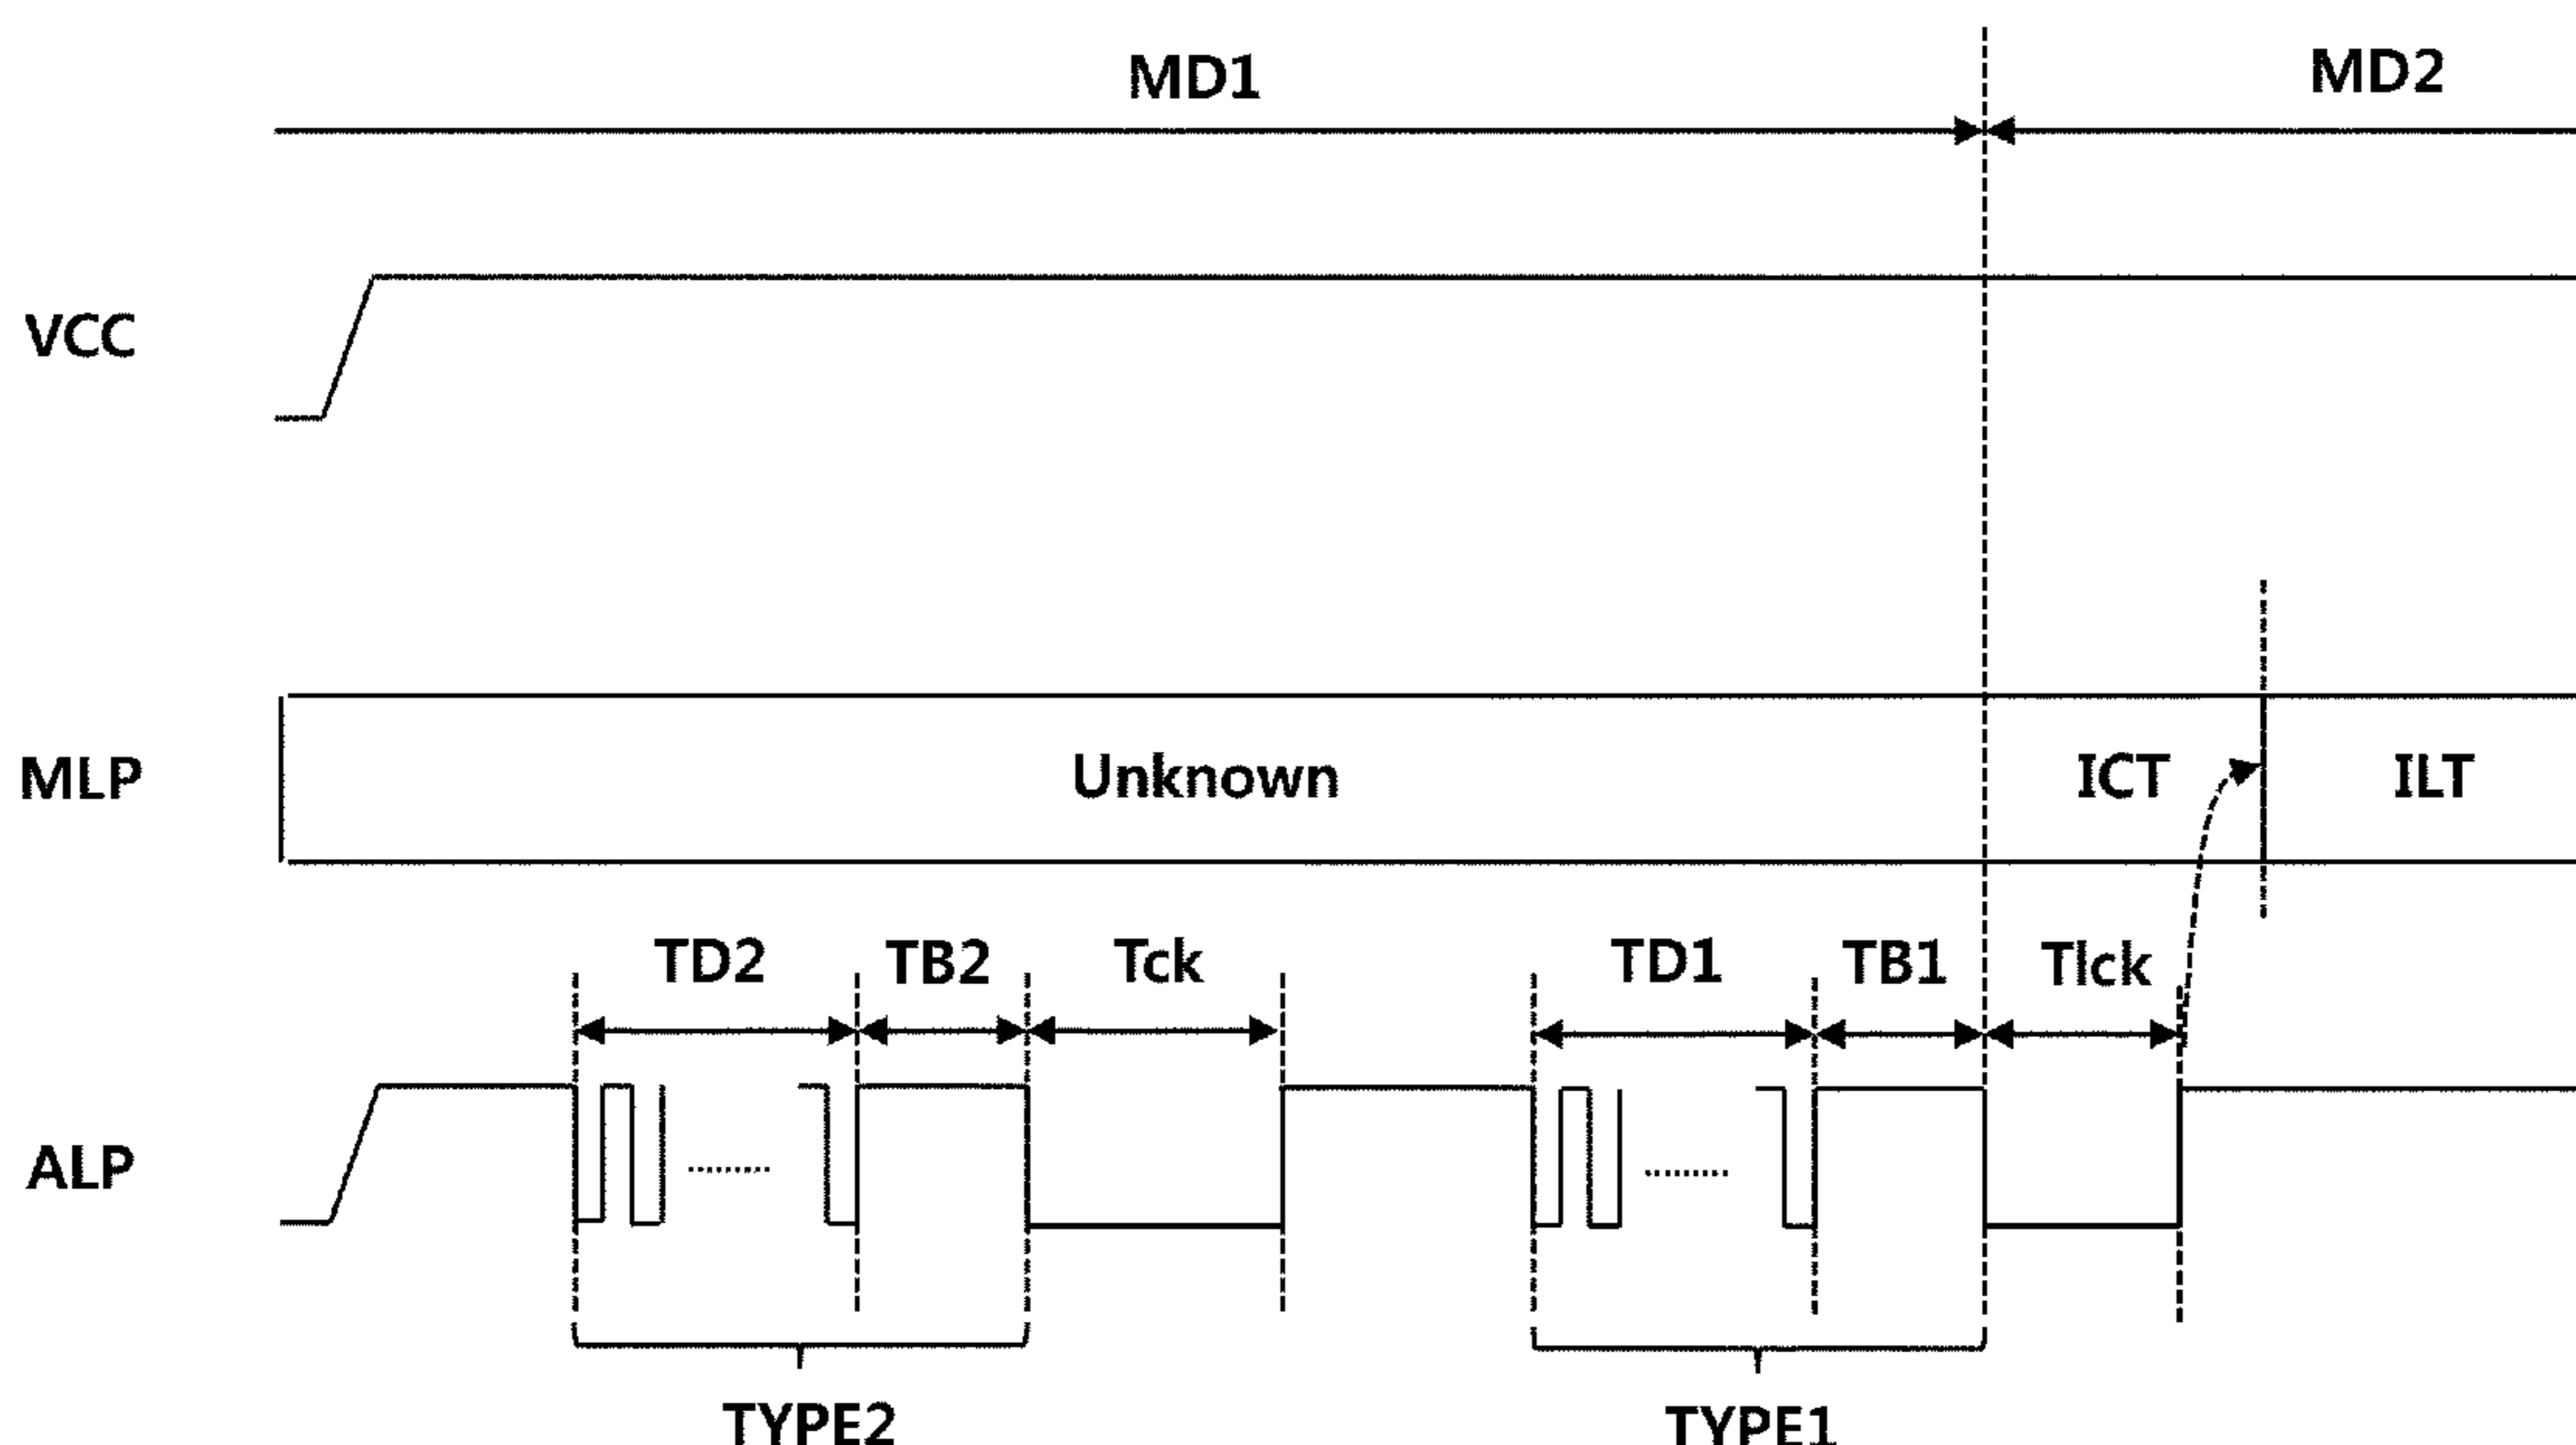 MD1
MD2
VCC
MLP
Unknown
ICT
ILT
TD2
TB2
Tck
TD1
TB1
Tlck
ALP
TYPE2
TYPE1